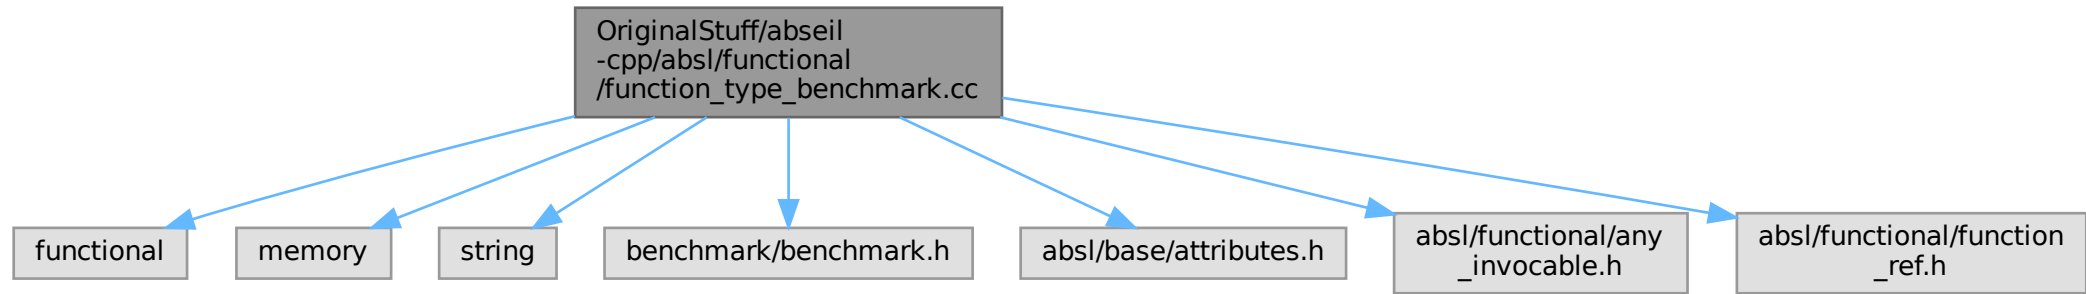 OriginalStuff/abseil
-cpp/absl/functional
/function_type_benchmark.cc
functional
memory
string
benchmark/benchmark.h
absl/base/attributes.h
absl/functional/any
_invocable.h
absl/functional/function
_ref.h